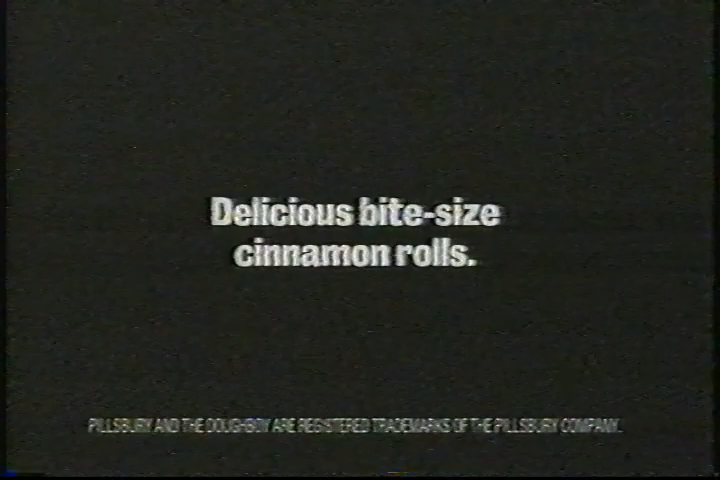 Delicious bite-size
cinnamon rolls.
PILLSBURY AND THE DOUGHBOY ARE REGISTERED TRADEMARKS OF THE PILLSBURY COMPANY.